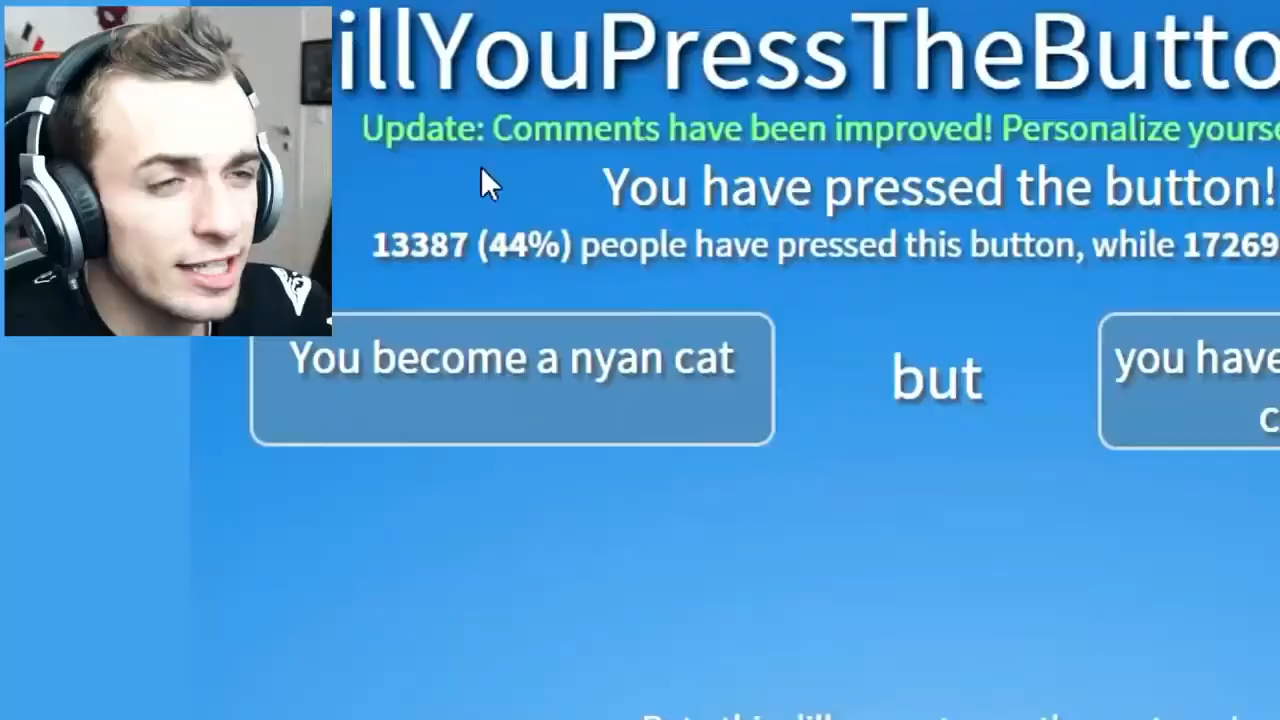 illYouPressTheButto
Update: Comments have been improved! Personalize yourse
You have pressed the button!
13387 (44%) people have pressed this button, while 17269
You become a nyan cat
but
you have
c